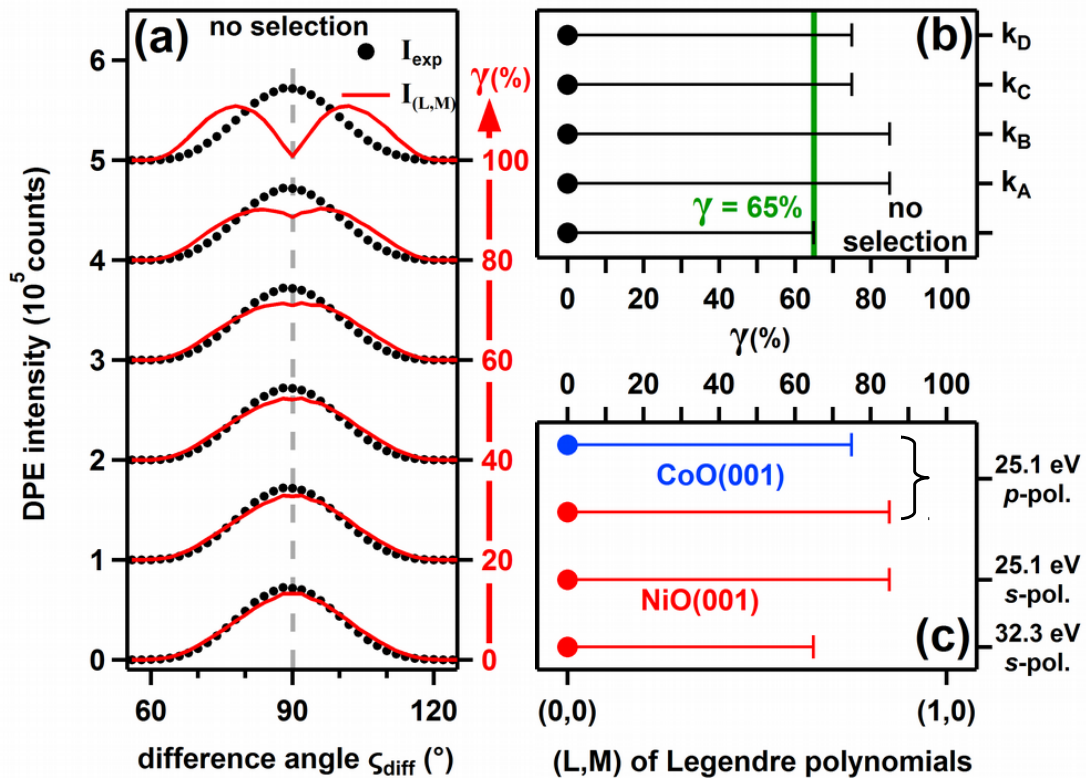 (a)
no selection
I_exp
I_(L,M)
γ(%)
DPE intensity (10^5 counts)
6
5
4
3
2
1
0
100
80
60
40
20
0
60 90 120
difference angle ς_diff (°)
(b)
k_D
k_C
k_B
k_A
γ = 65%
no
selection
0 20 40 60 80 100
γ(%)
0 20 40 60 80 100
CoO(001)
25.1 eV
p-pol.
25.1 eV
s-pol.
NiO(001)
(c)
32.3 eV
s-pol.
(0,0) (1,0)
(L,M) of Legendre polynomials